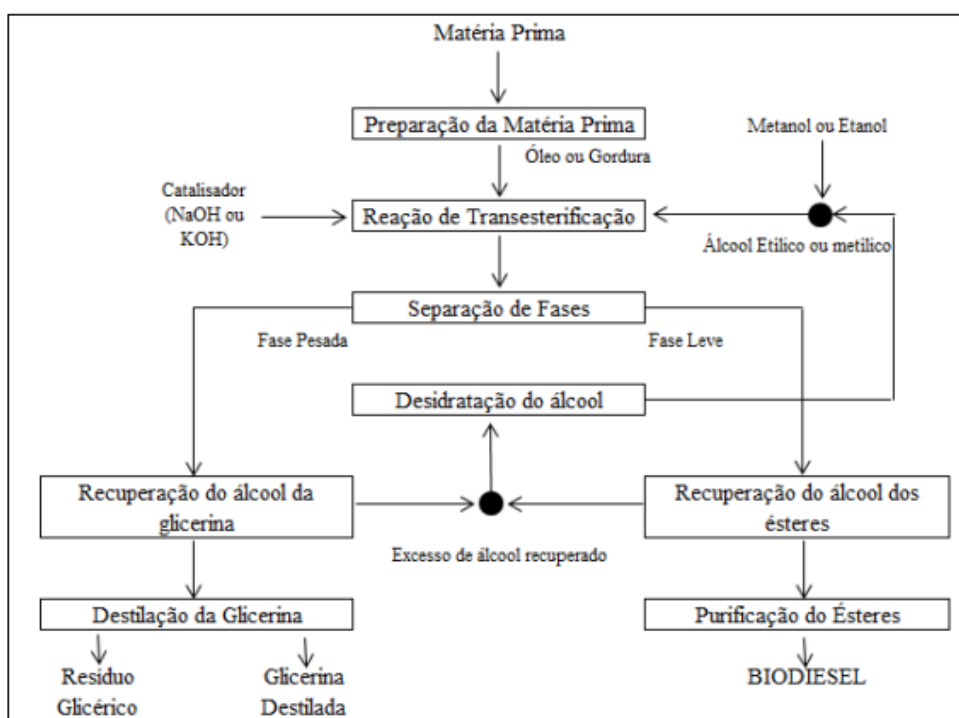 Matéria Prima
Preparação da Matéria Prima
Metanol ou Etanol
Óleo ou Gordura
Catalisador
(NaOH ou
KOH)
Reação de Transesterificação
Álcool Etilico ou metílico
Separação de Fases
Fase Pesada
Fase Leve
Desidratação do álcool
Recuperação do álcool da
glicerina
Recuperação do álcool dos
ésteres
Excesso de álcool recuperado
Destilação da Glicerina
Purificação do Ésteres
Residuo
Glicérico
Glicerina
Destilada
BIODIESEL